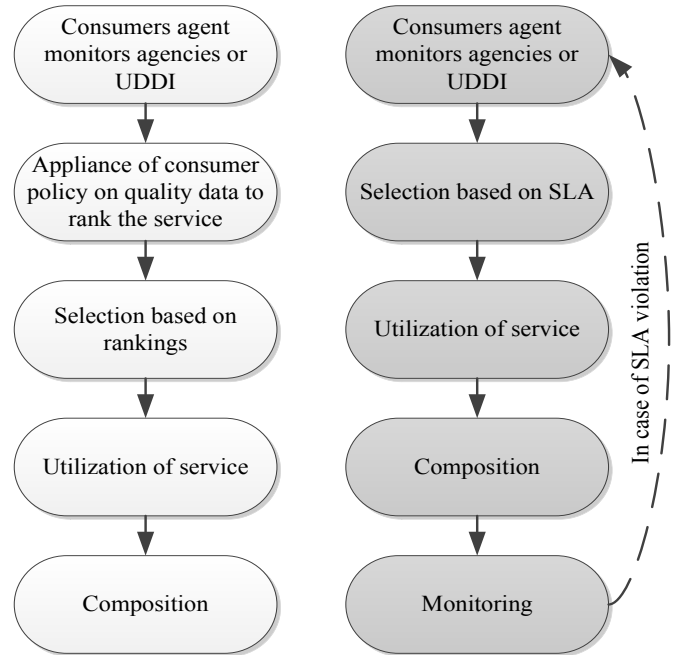 Consumers agent
monitors agencies or
UDDI
Appliance of consumer
policy on quality data to
rank the service
Selection based on
rankings
Utilization of service
Composition
Consumers agent
monitors agencies or
UDDI
Selection based on SLA
Utilization of service
Composition
Monitoring
In case of SLA violation